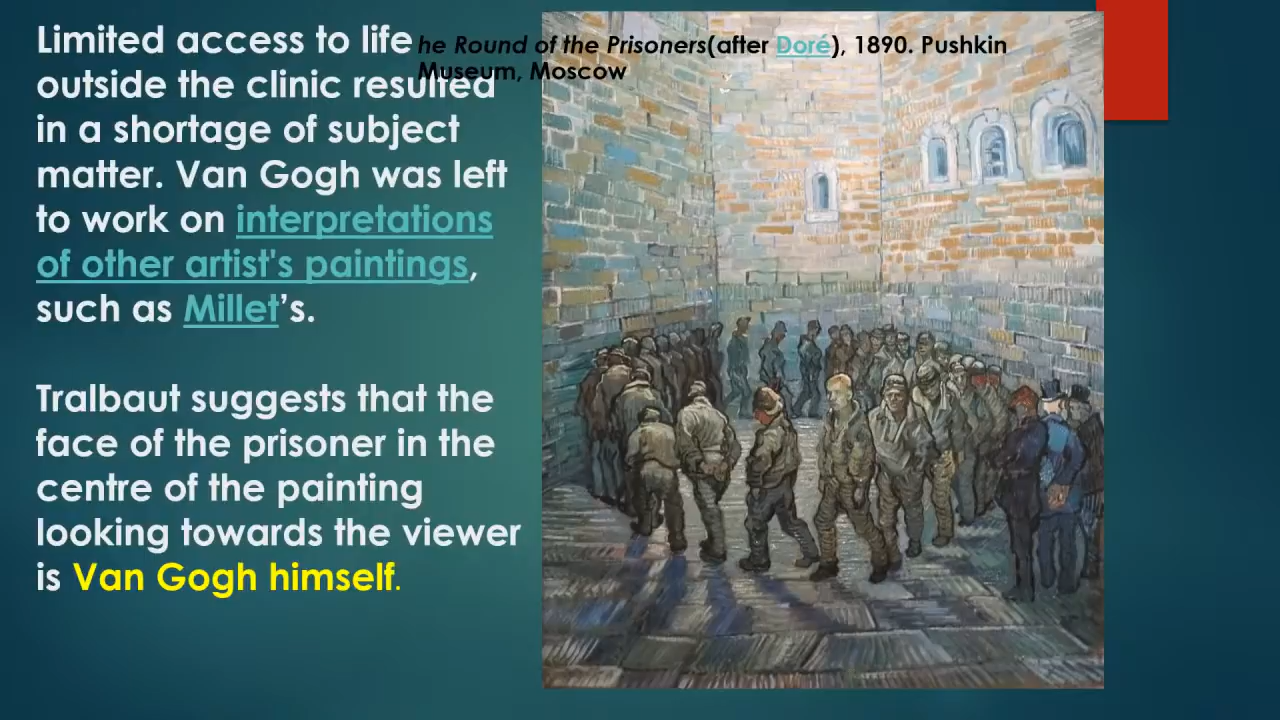 Limited access to life
outside the clinic resulted
in a shortage of subject
matter. Van Gogh was left
to work on interpretations
of other artist's paintings,
such as Millet’s.
Tralbaut suggests that the
face of the prisoner in the
centre of the painting
looking towards the viewer
is Van Gogh himself.
he Round of the Prisoners(after Doré), 1890. Pushkin
Museum, Moscow